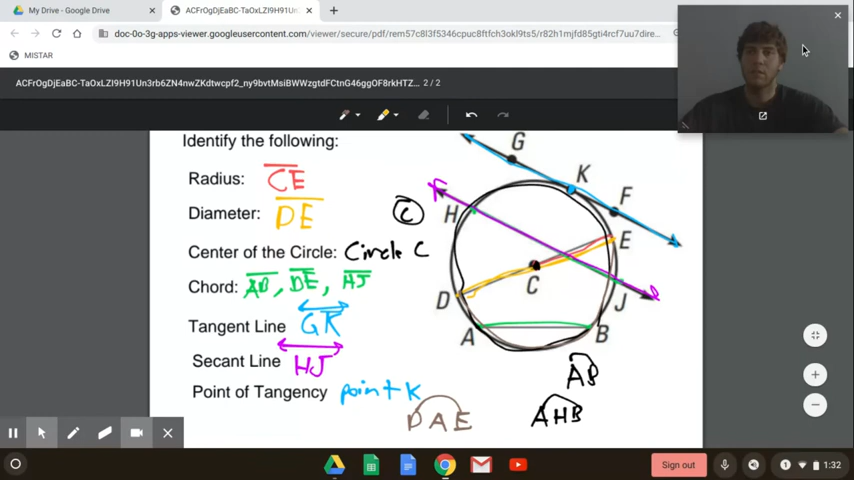 My Drive - Google Drive
ACFrOgDjEaBC-TaOxLZI9H91U
doc-0o-3g-apps-viewer.googleusercontent.com/viewer/secure/pdf/rem57c8l3f5346cpuc8ftfch3okl9ts5/r82h1mjfd85gti4rcf7uu7dire...
MISTAR
ACFrOgDjEaBC-TaOxLZI9H91Un3rb6ZN4nwZKdtwcpf2_ny9bvtMsiBWWzgtdFCtnG46ggOF8rkHTZ... 2 / 2
Identify the following:
Radius: CE
Diameter: DE
Center of the Circle: Circle C
Chord: AB, DE, HJ
Tangent Line GK
Secant Line HJ
Point of Tangency point K
DAE
AB
AHB
C
G
K
F
H
E
C
D
J
A
B
Sign out
1
1:32